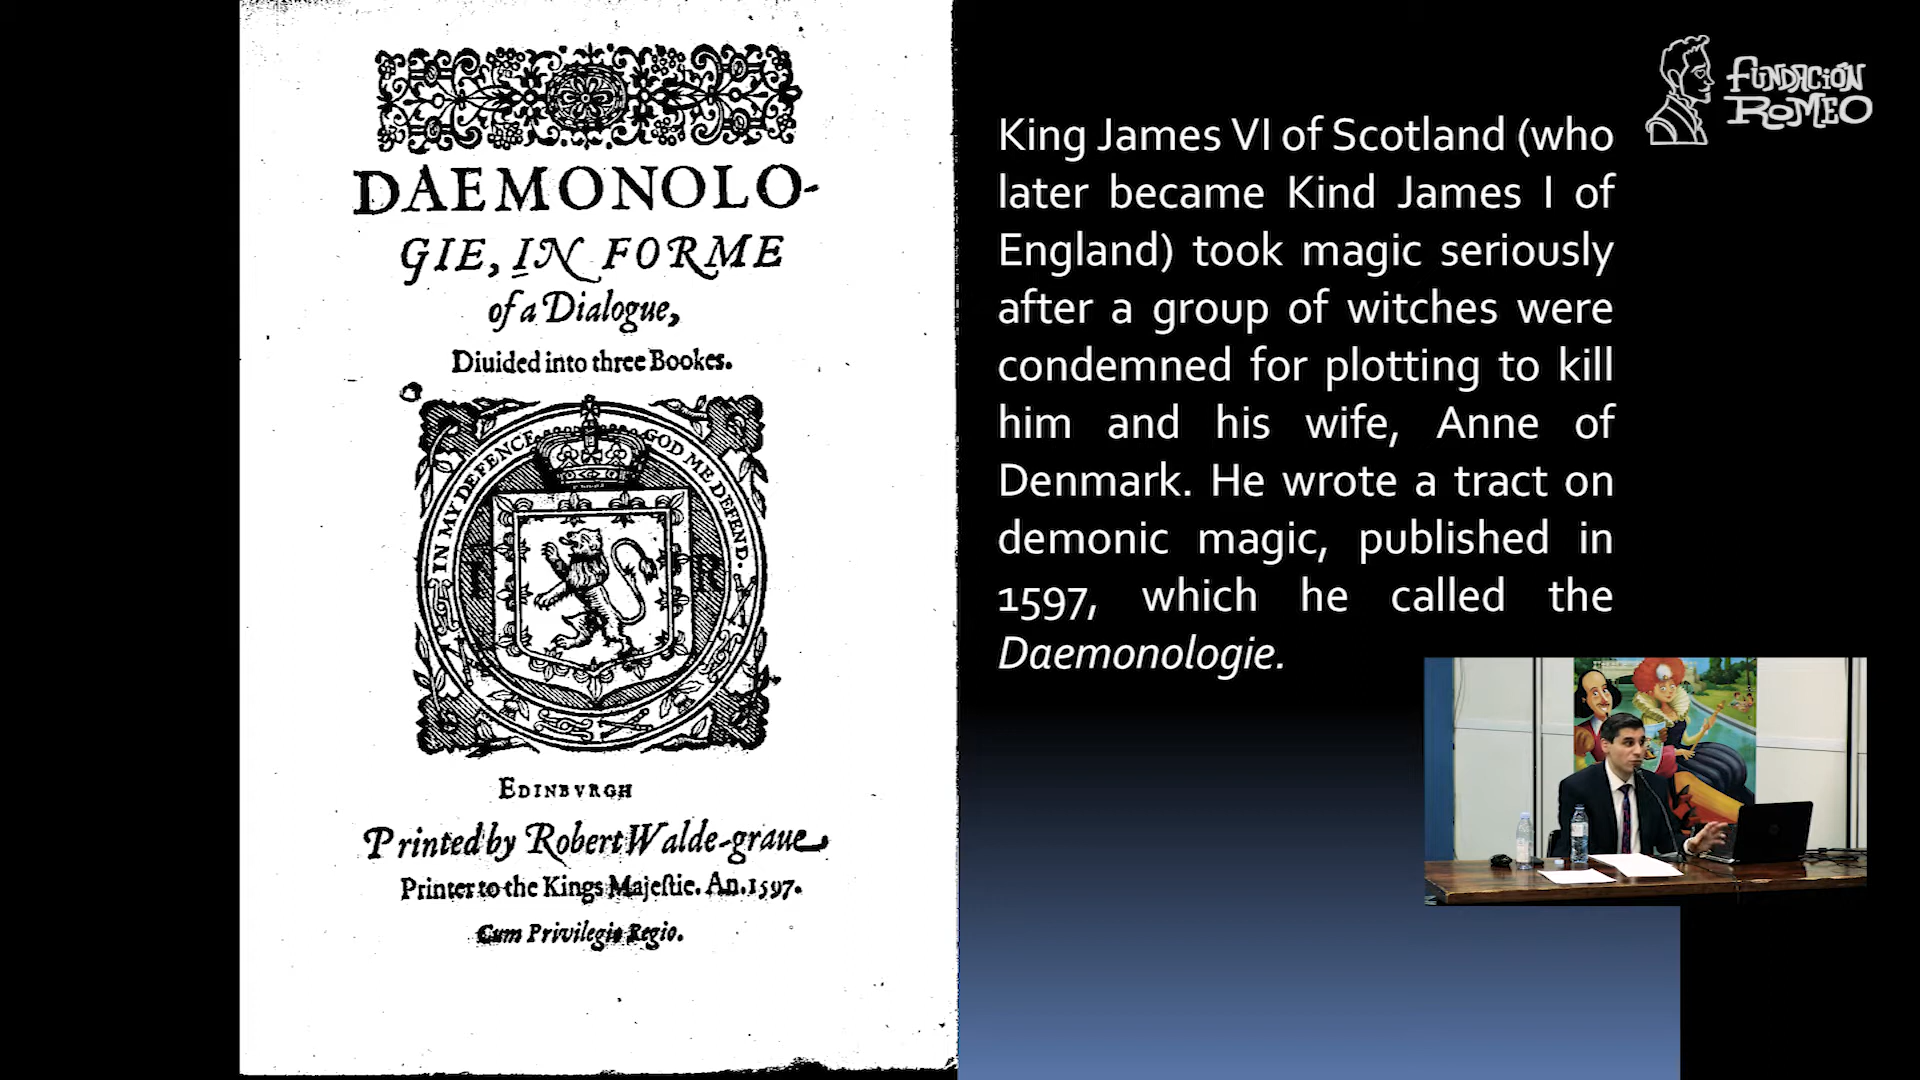 DAEMONOLO-
GIE, IN FORME
of a Dialogue,
Diuided into three Bookes.
IN MY DEFENCE GOD ME DEFEND.
I R
EDINBVRGH
Printed by Robert Walde-graue
Printer to the Kings Majeſtie. An. 1597.
Cum Privilegio Regio.
King James VI of Scotland (who
later became Kind James I of
England) took magic seriously
after a group of witches were
condemned for plotting to kill
him and his wife, Anne of
Denmark. He wrote a tract on
demonic magic, published in
1597, which he called the
Daemonologie.
FUNDACIÓN
ROMEO